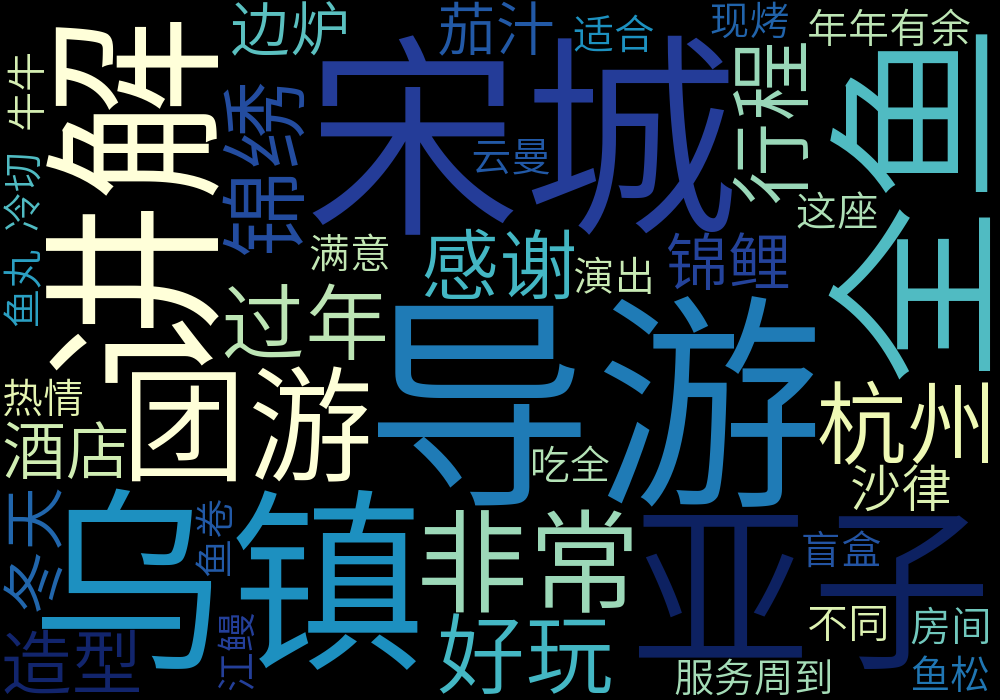 边炉
茄汁
适合
现烤
年年有余
牛牛
讲解
锦绣
宋城
云曼
行程
鱼
冷切
这座
全
鱼丸
满意
感谢
演出
锦鲤
过年
导游
热情
团游
杭州
酒店
吃全
沙律
冬天
鱼卷
乌镇
非常
亚子
盲盒
造型
江鳗
好玩
不同
房间
服务周到
鱼松